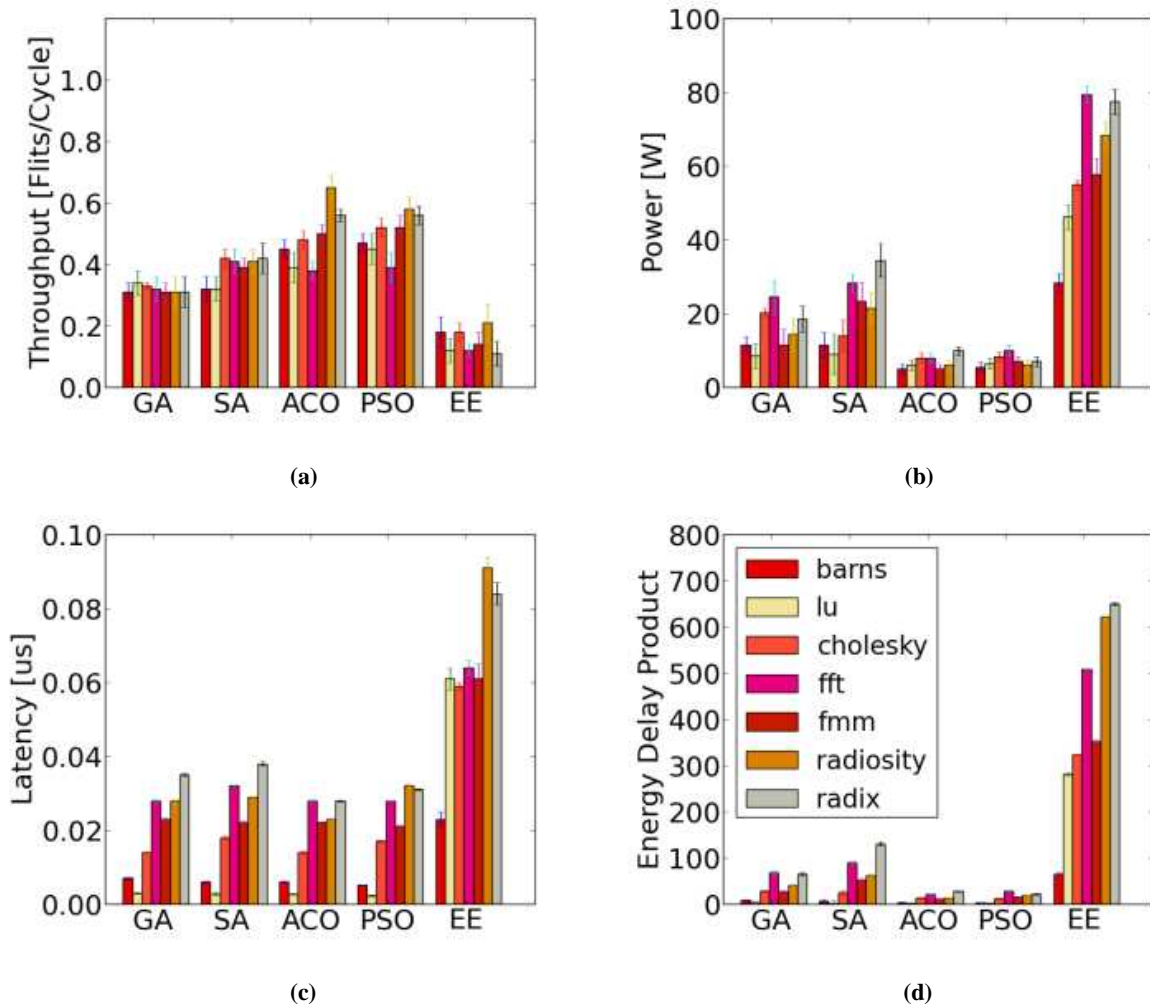 Throughput [Flits/Cycle]
1.0
0.8
0.6
0.4
0.2
0.0
GA SA ACO PSO EE
(a)
Power [W]
100
80
60
40
20
0
GA SA ACO PSO EE
(b)
Latency [us]
0.10
0.08
0.06
0.04
0.02
0.00
GA SA ACO PSO EE
(c)
Energy Delay Product
800
700
600
500
400
300
200
100
0
barns
lu
cholesky
fft
fmm
radiosity
radix
GA SA ACO PSO EE
(d)